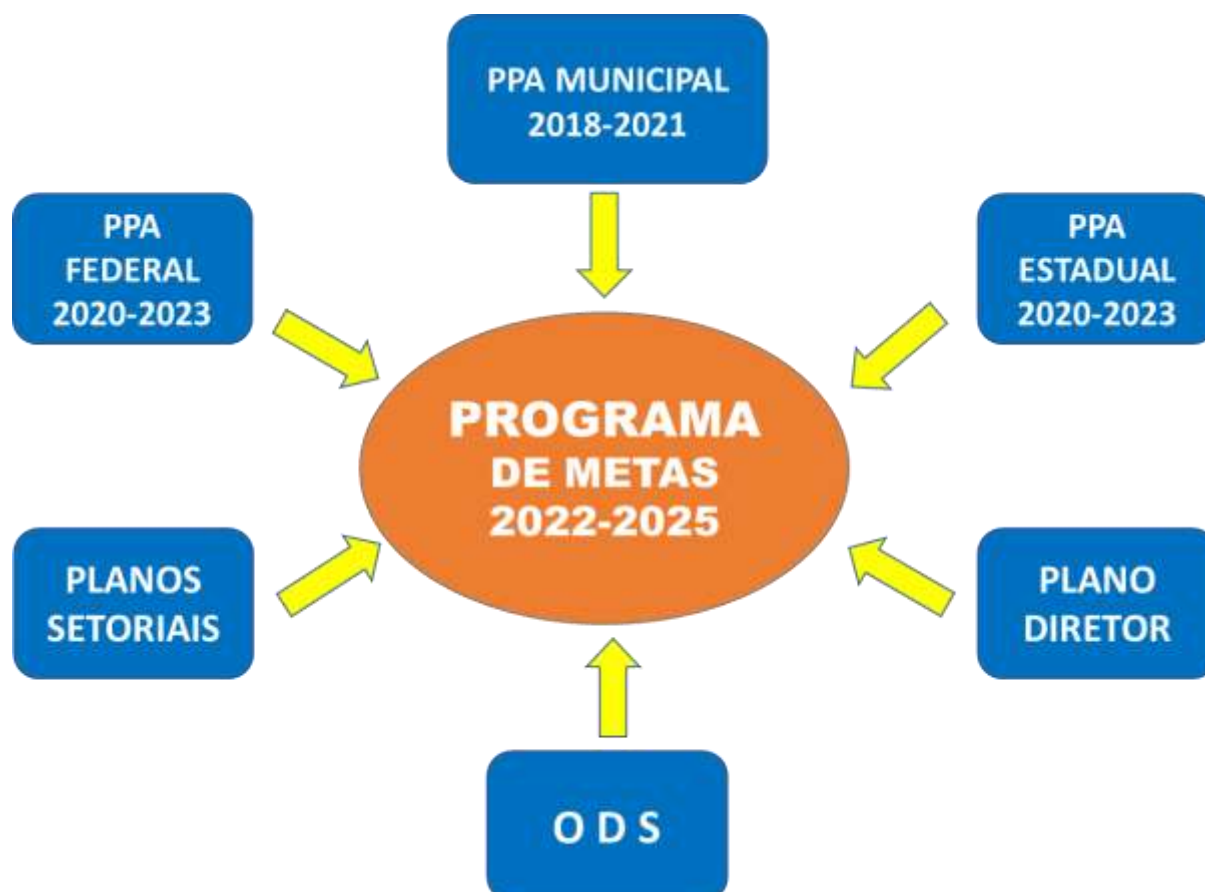 PPA MUNICIPAL
2018-2021
PPA
FEDERAL
2020-2023
PPA
ESTADUAL
2020-2023
PROGRAMA
DE METAS
2022-2025
PLANOS
SETORIAIS
PLANO
DIRETOR
O D S